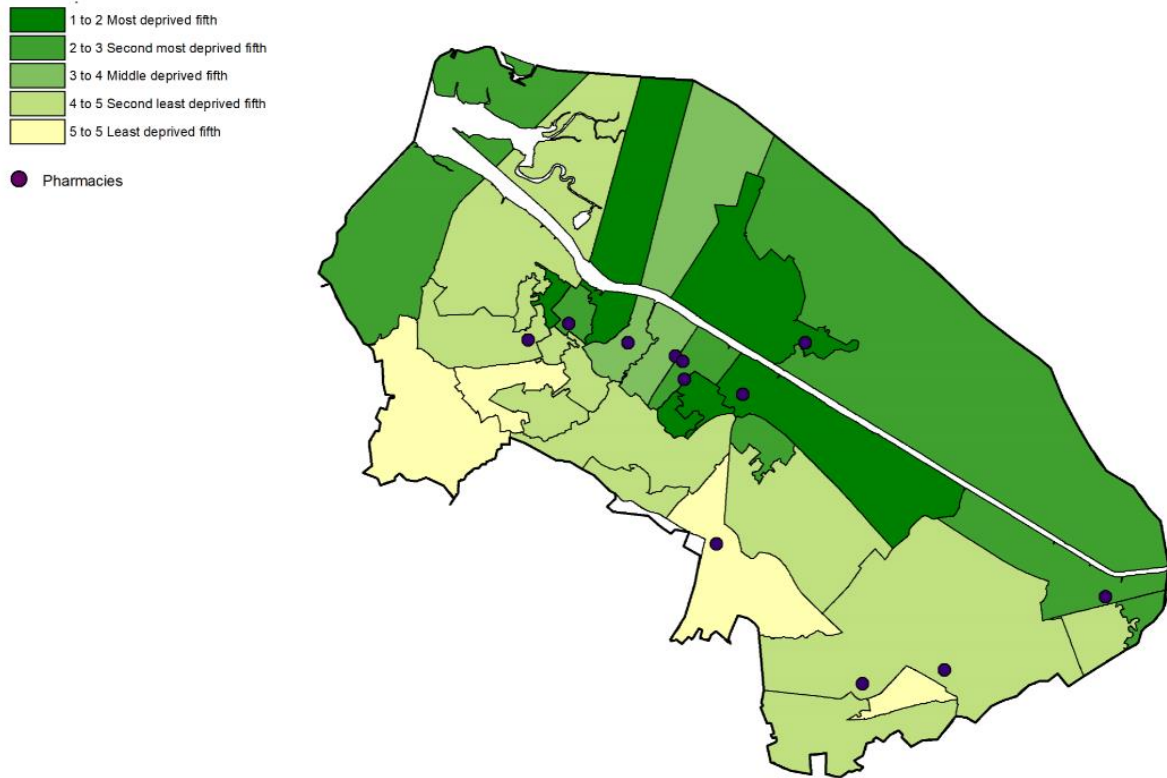 1 to 2 Most deprived fifth
2 to 3 Second most deprived fifth
3 to 4 Middle deprived fifth
4 to 5 Second least deprived fifth
5 to 5 Least deprived fifth
Pharmacies